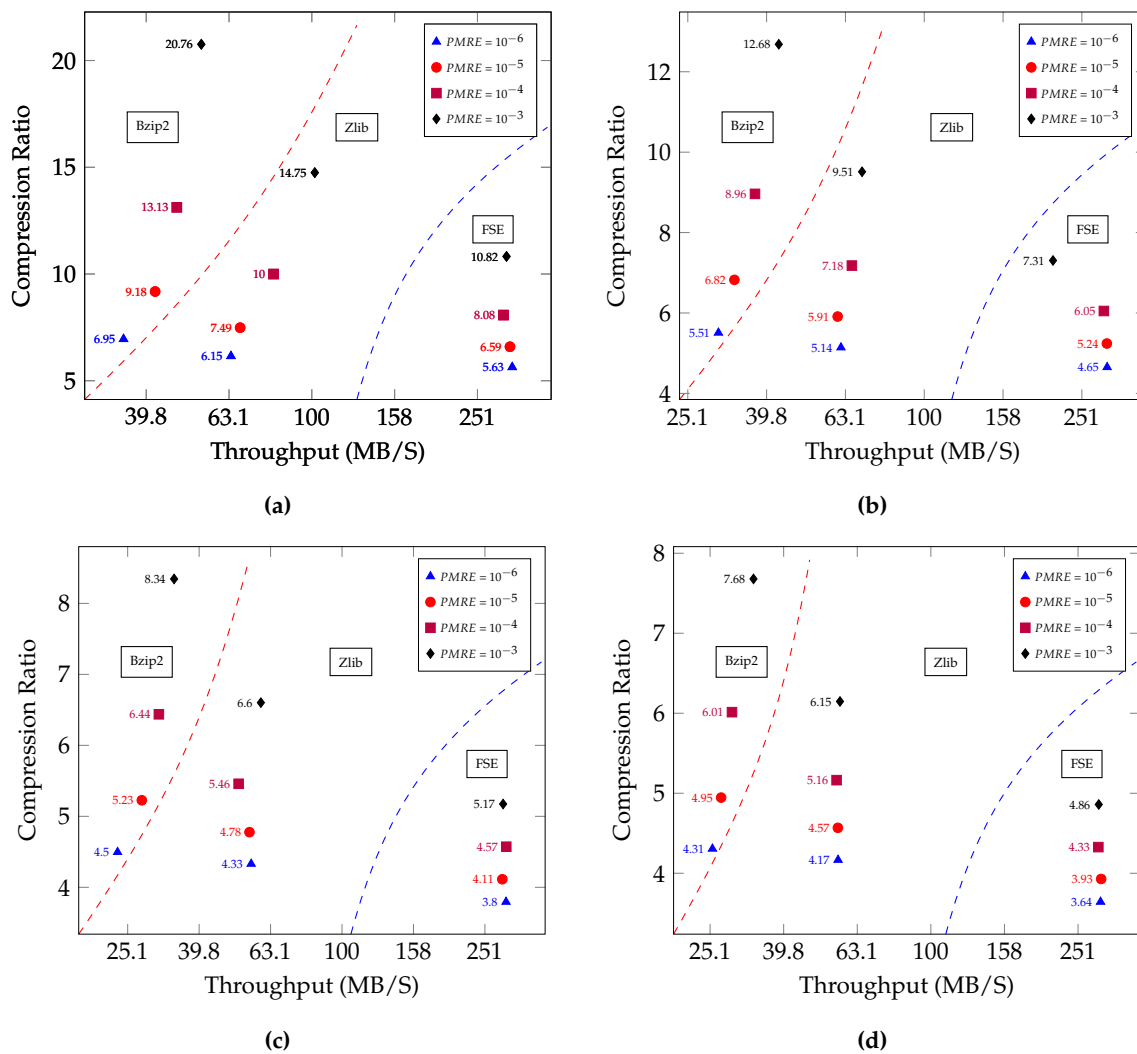 20
15
10
5
39.8 63.1 100 158 251
Compression Ratio
Throughput (MB/S)
Bzip2
Zlib
FSE
PMRE = 10⁻⁶
PMRE = 10⁻⁵
PMRE = 10⁻⁴
PMRE = 10⁻³
20.76
14.75
13.13
10
10.82
9.18
8.08
7.49
6.95
6.15
6.59
5.63
(a)
12
10
8
6
4
25.1 39.8 63.1 100 158 251
Compression Ratio
Throughput (MB/S)
Bzip2
Zlib
FSE
PMRE = 10⁻⁶
PMRE = 10⁻⁵
PMRE = 10⁻⁴
PMRE = 10⁻³
12.68
9.51
8.96
7.18
7.31
6.82
6.05
5.91
5.51
5.14
5.24
4.65
(b)
8
7
6
5
4
25.1 39.8 63.1 100 158 251
Compression Ratio
Throughput (MB/S)
Bzip2
Zlib
FSE
PMRE = 10⁻⁶
PMRE = 10⁻⁵
PMRE = 10⁻⁴
PMRE = 10⁻³
8.34
6.6
6.44
5.46
5.23
5.17
4.78
4.57
4.5
4.33
4.11
3.8
(c)
8
7
6
5
4
25.1 39.8 63.1 100 158 251
Compression Ratio
Throughput (MB/S)
Bzip2
Zlib
FSE
PMRE = 10⁻⁶
PMRE = 10⁻⁵
PMRE = 10⁻⁴
PMRE = 10⁻³
7.68
6.15
6.01
5.16
4.95
4.86
4.57
4.33
4.31
4.17
3.93
3.64
(d)